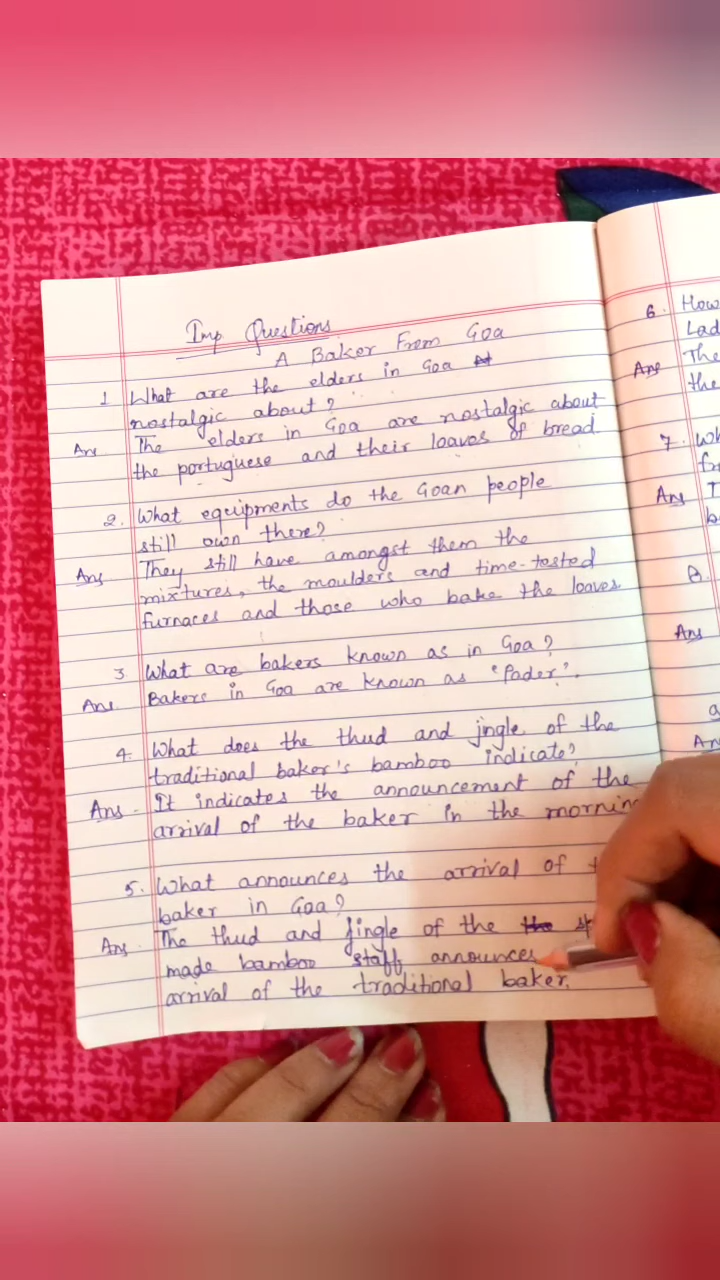 Imp Questions
A Baker From Goa
1 What are the elders in Goa
nostalgic about?
Ans The elders in Goa are nostalgic about
the portuguese and their loaves of bread.
2. What equipments do the Goan people
still own there?
Ans They still have amongst them the
mixtures, the moulders and time-tested
furnaces and those who bake the loaves
3 What are bakers known as in Goa?
Ans Bakers in Goa are known as "Pader".
4. What does the thud and jingle of the
traditional baker's bamboo indicate?
Ans - It indicates the announcement of the
arrival of the baker in the mornin
5. What announces the arrival of
baker in Goa?
Ans The thud and jingle of the the
made bamboo staff announces
arrival of the traditional baker.
6. How
Lad
Ans The
the
7. Wh
Ans T
8.
Ans
a
An